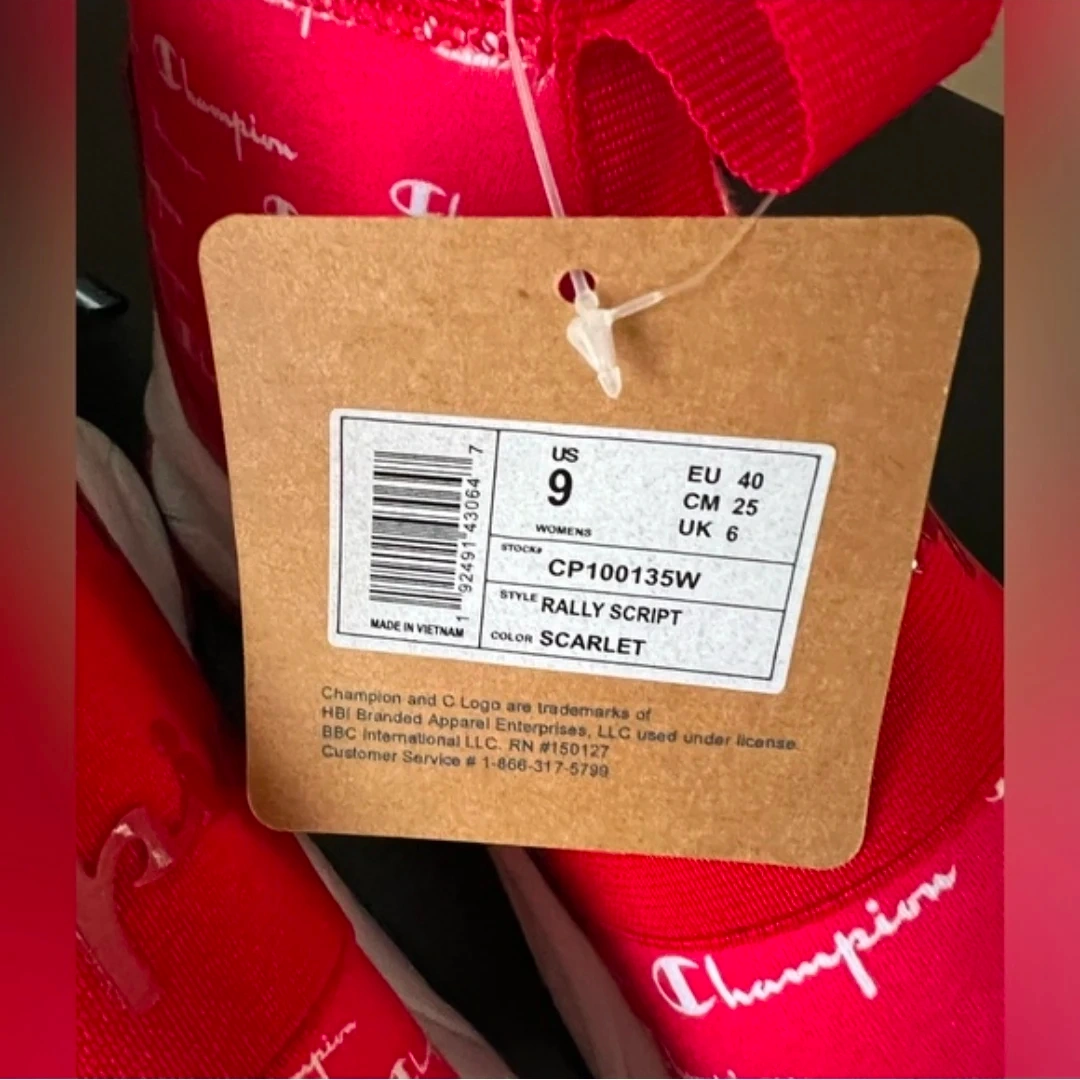 Champion
US
9
WOMENS
EU 40
CM 25
UK 6
STOCK#
CP100135W
STYLE RALLY SCRIPT
COLOR SCARLET
1 92491 43064 7
MADE IN VIETNAM
Champion and C Logo are trademarks of
HBI Branded Apparel Enterprises, LLC used under license.
BBC International LLC. RN #150127
Customer Service # 1-866-317-5799
Champion